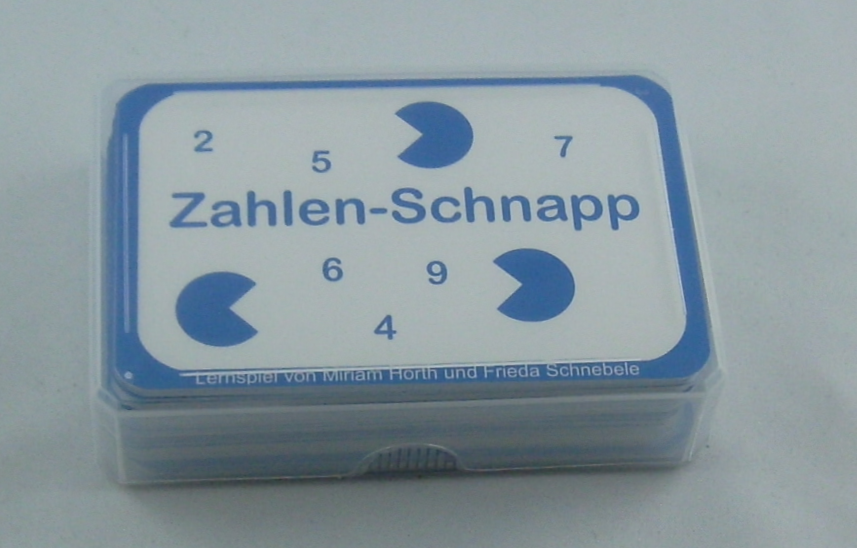 2 5 7
Zahlen-Schnapp
6 9
4
Lernspiel von Miriam Horth und Frieda Schnebele